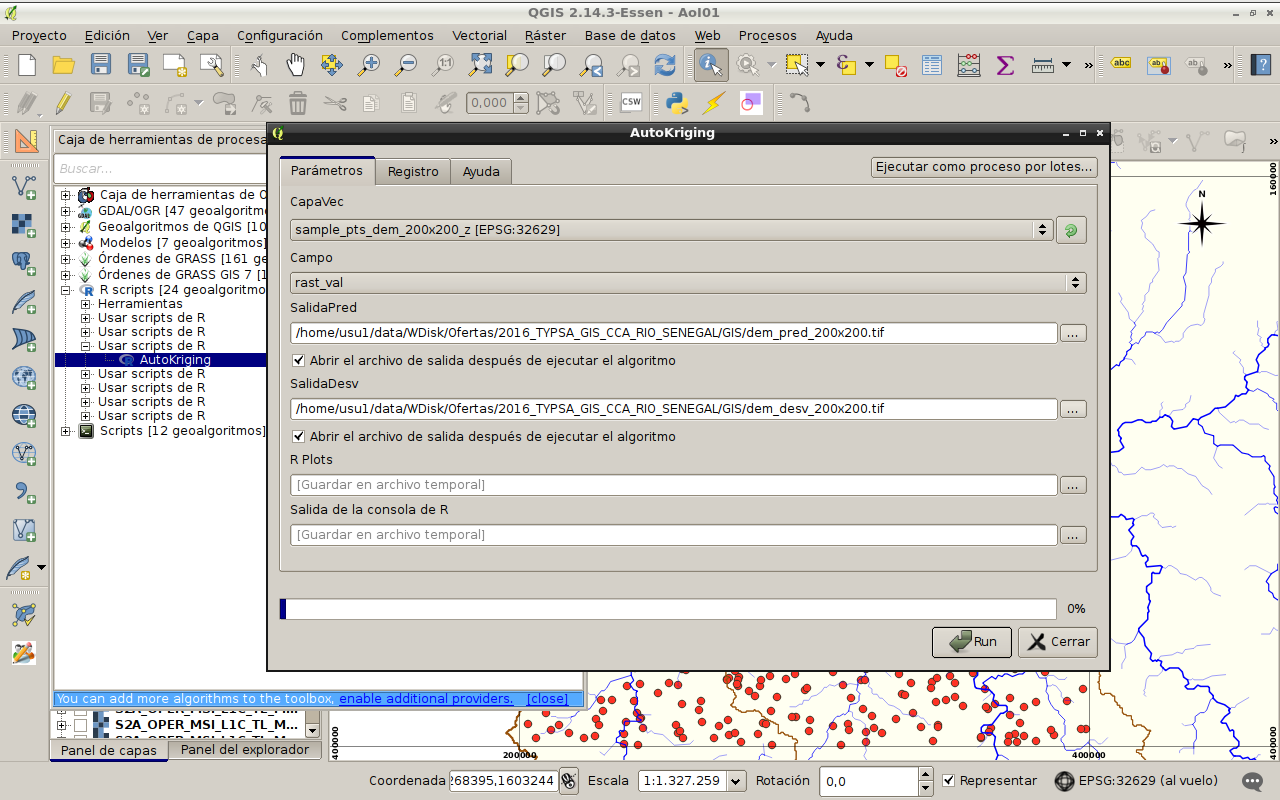 QGIS 2.14.3-Essen - AoI01
Proyecto Edición Ver Capa Configuración Complementos Vectorial Ráster Base de datos Web Procesos Ayuda
1:1
abc ab ab
0,000 CSW
Caja de herramientas de procesa
Buscar...
Caja de herramientas de O
GDAL/OGR [47 geoalgoritmo
Geoalgoritmos de QGIS [10
Modelos [7 geoalgoritmos]
Órdenes de GRASS [161 ge
Órdenes de GRASS GIS 7 [1
R scripts [24 geoalgoritmo
Herramientas
Usar scripts de R
Usar scripts de R
Usar scripts de R
AutoKriging
Usar scripts de R
Usar scripts de R
Usar scripts de R
Usar scripts de R
Scripts [12 geoalgoritmos]
AutoKriging
Parámetros Registro Ayuda
Ejecutar como proceso por lotes...
CapaVec
sample_pts_dem_200x200_z [EPSG:32629]
Campo
rast_val
SalidaPred
/home/usu1/data/WDisk/Ofertas/2016_TYPSA_GIS_CCA_RIO_SENEGAL/GIS/dem_pred_200x200.tif ...
Abrir el archivo de salida después de ejecutar el algoritmo
SalidaDesv
/home/usu1/data/WDisk/Ofertas/2016_TYPSA_GIS_CCA_RIO_SENEGAL/GIS/dem_desv_200x200.tif ...
Abrir el archivo de salida después de ejecutar el algoritmo
R Plots
[Guardar en archivo temporal] ...
Salida de la consola de R
[Guardar en archivo temporal] ...
0%
Run Cerrar
N
160000
You can add more algorithms to the toolbox, enable additional providers. [close]
S2A_OPER_MSI_L1C_TL_M...
Panel de capas Panel del explorador
400000
200000
400000
400000
Coordenada 268395,1603244 Escala 1:1.327.259 Rotación 0,0 Representar EPSG:32629 (al vuelo)